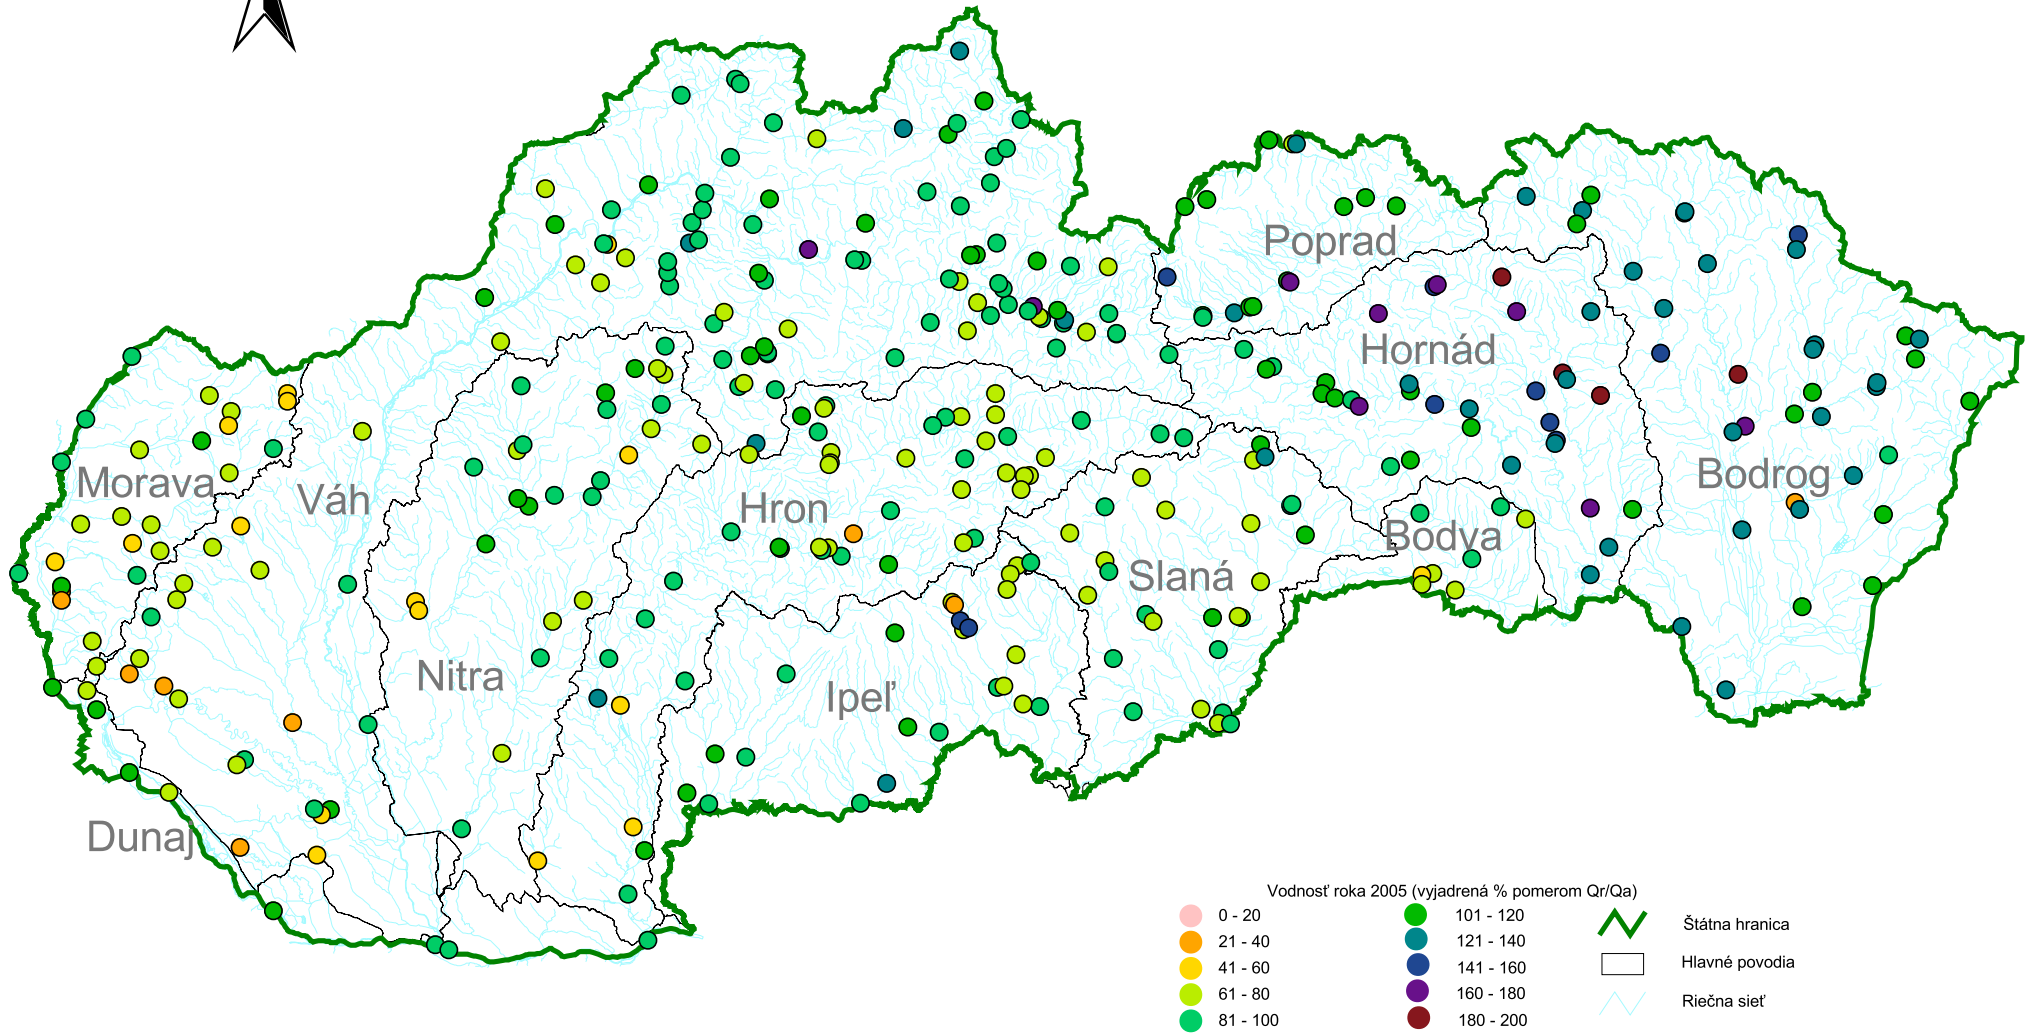 Poprad
Hornád
Morava
Váh
Bodrog
Hron
Bodva
Slaná
Nitra
Ipeľ
Dunaj
Vodnosť roka 2005 (vyjadrená % pomerom Qr/Qa)
0 - 20
101 - 120
Štátna hranica
21 - 40
121 - 140
41 - 60
141 - 160
Hlavné povodia
61 - 80
160 - 180
Riečna sieť
81 - 100
180 - 200